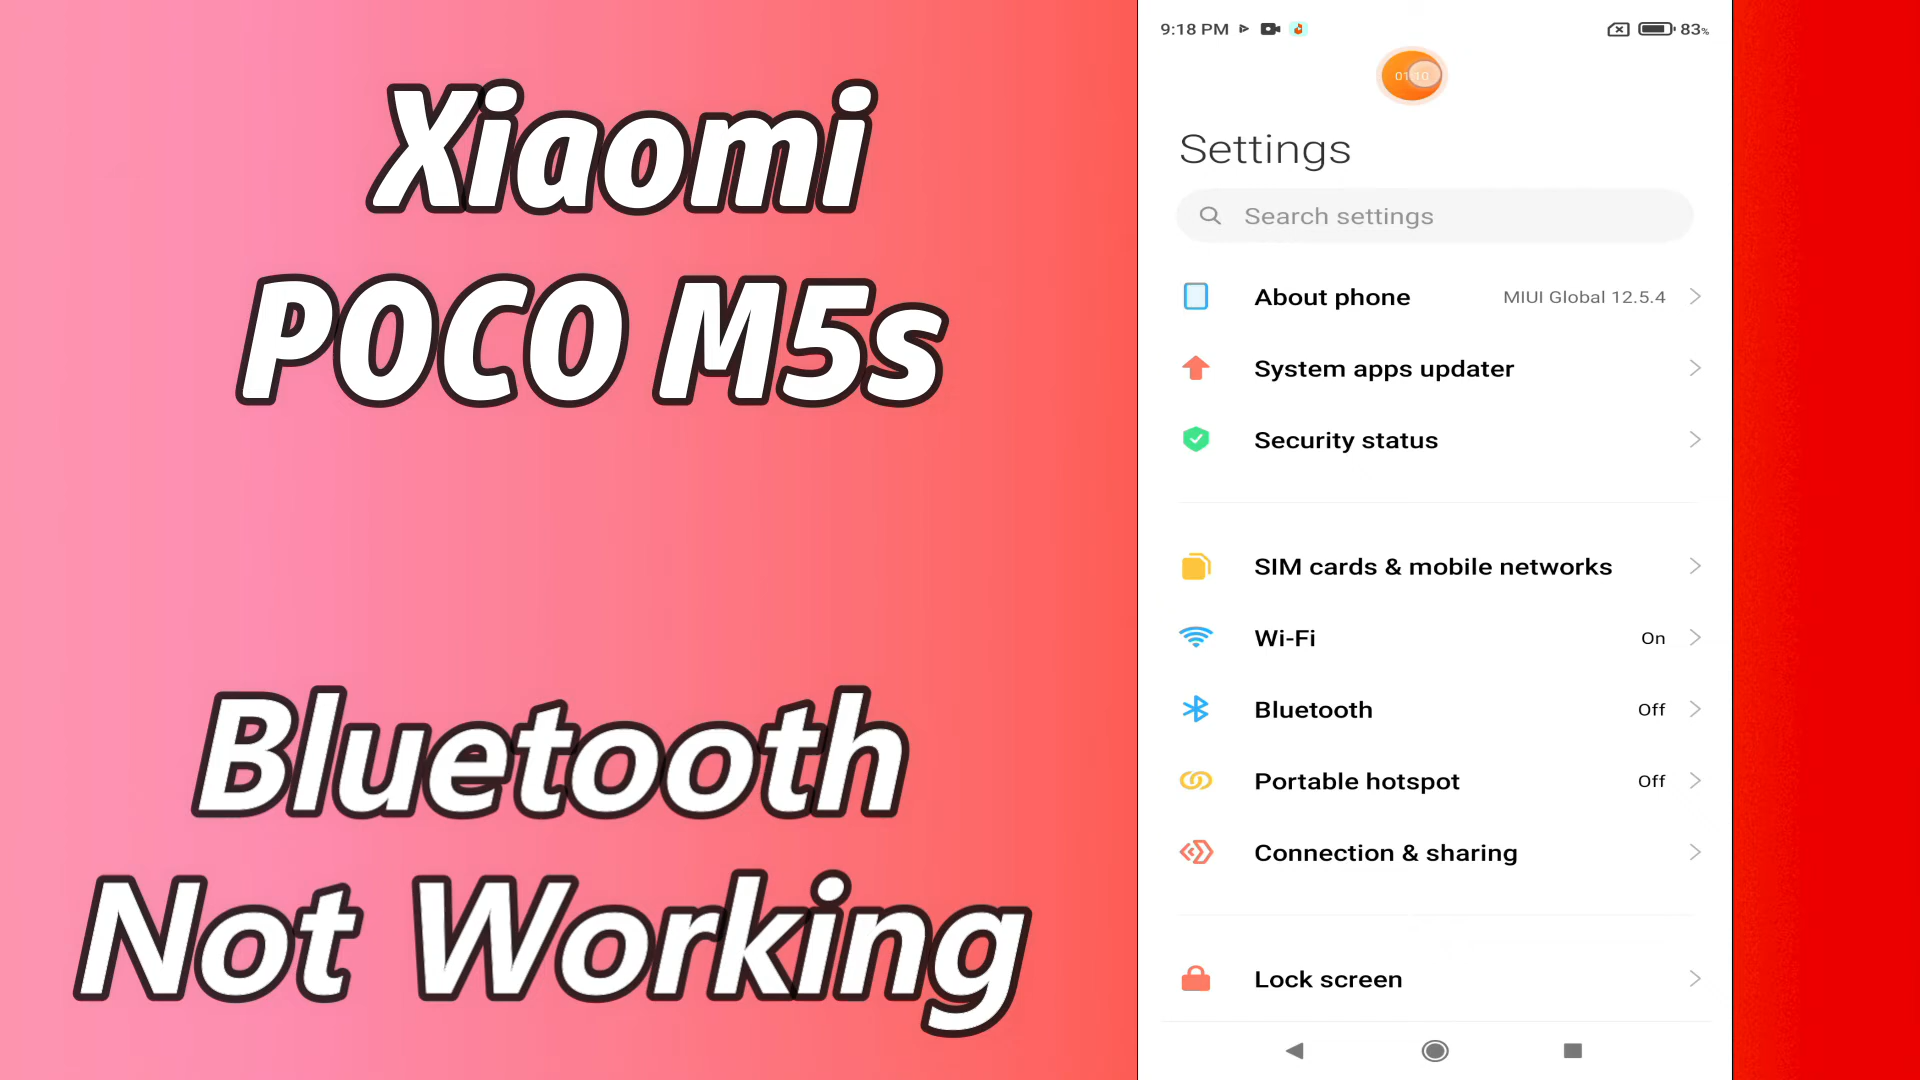 Xiaomi
POCO M5s
Bluetooth
Not Working
9:18 PM 83%
01:10
Settings
Search settings
About phone MIUI Global 12.5.4
System apps updater
Security status
SIM cards & mobile networks
Wi-Fi On
Bluetooth Off
Portable hotspot Off
Connection & sharing
Lock screen